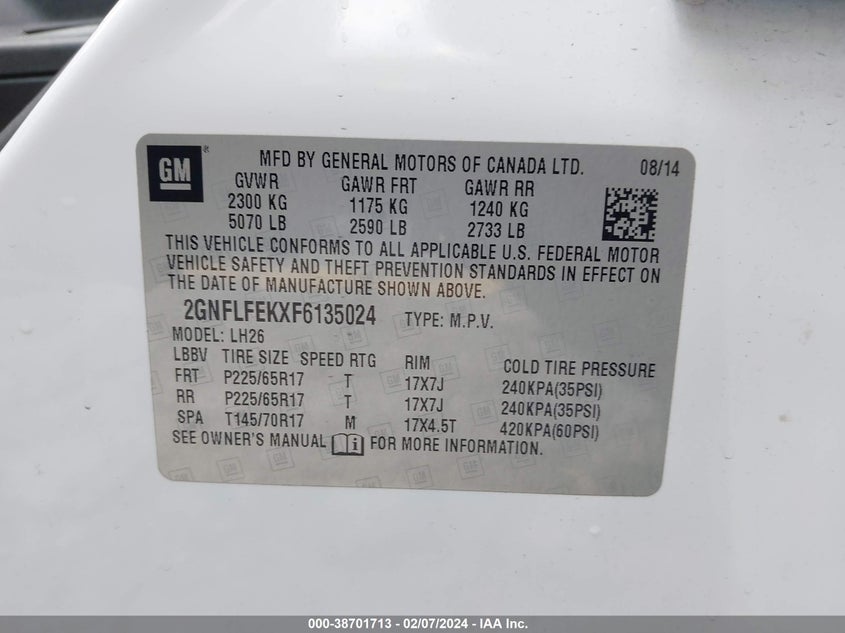 GM
MFD BY GENERAL MOTORS OF CANADA LTD. 08/14
GVWR GAWR FRT GAWR RR
2300 KG 1175 KG 1240 KG
5070 LB 2590 LB 2733 LB
THIS VEHICLE CONFORMS TO ALL APPLICABLE U.S. FEDERAL MOTOR
VEHICLE SAFETY AND THEFT PREVENTION STANDARDS IN EFFECT ON
THE DATE OF MANUFACTURE SHOWN ABOVE.
2GNFLFEKXF6135024 TYPE: M.P.V.
MODEL: LH26
LBBV TIRE SIZE SPEED RTG RIM COLD TIRE PRESSURE
FRT P225/65R17 T 17X7J 240KPA(35PSI)
RR P225/65R17 T 17X7J 240KPA(35PSI)
SPA T145/70R17 M 17X4.5T 420KPA(60PSI)
SEE OWNER'S MANUAL FOR MORE INFORMATION.
000-38701713 - 02/07/2024 - IAA Inc.